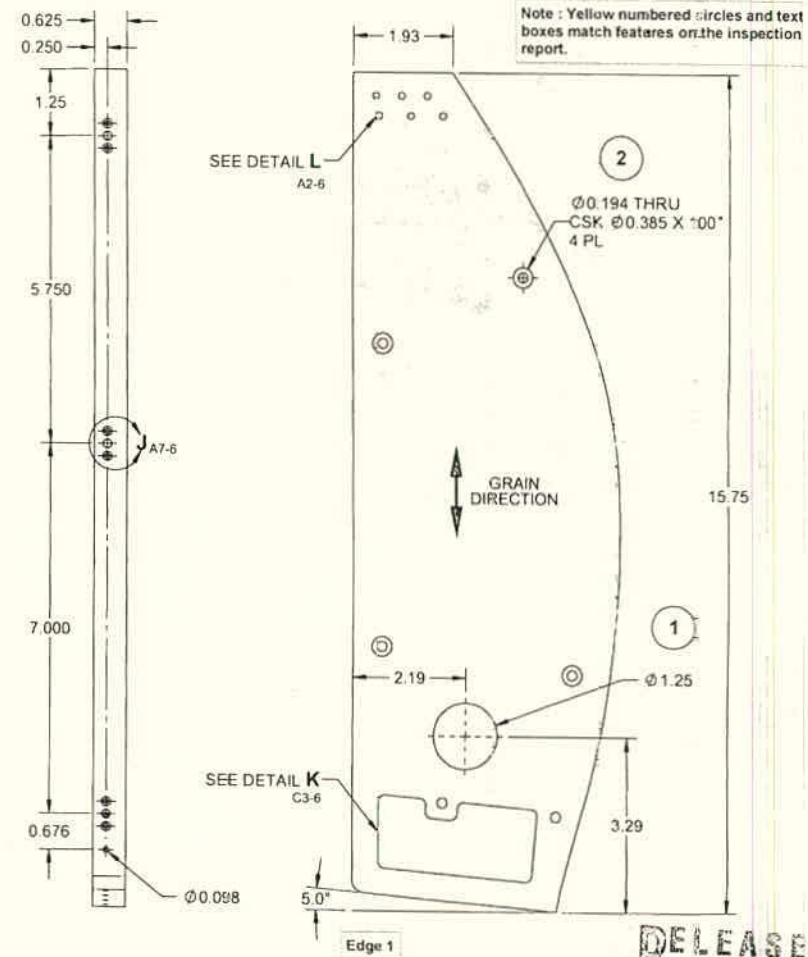 Note : Yellow numbered circles and text
boxes match features on the inspection
report.
0.625
0.250
1.93
1.25
SEE DETAIL L
A2-6
2
Ø0.194 THRU
CSK Ø0.385 X 100°
4 PL
5.750
J
A7-6
GRAIN
DIRECTION
15.75
7.000
1
2.19
Ø1.25
SEE DETAIL K
C3-6
0.676
3.29
Ø0.098
5.0°
Edge 1